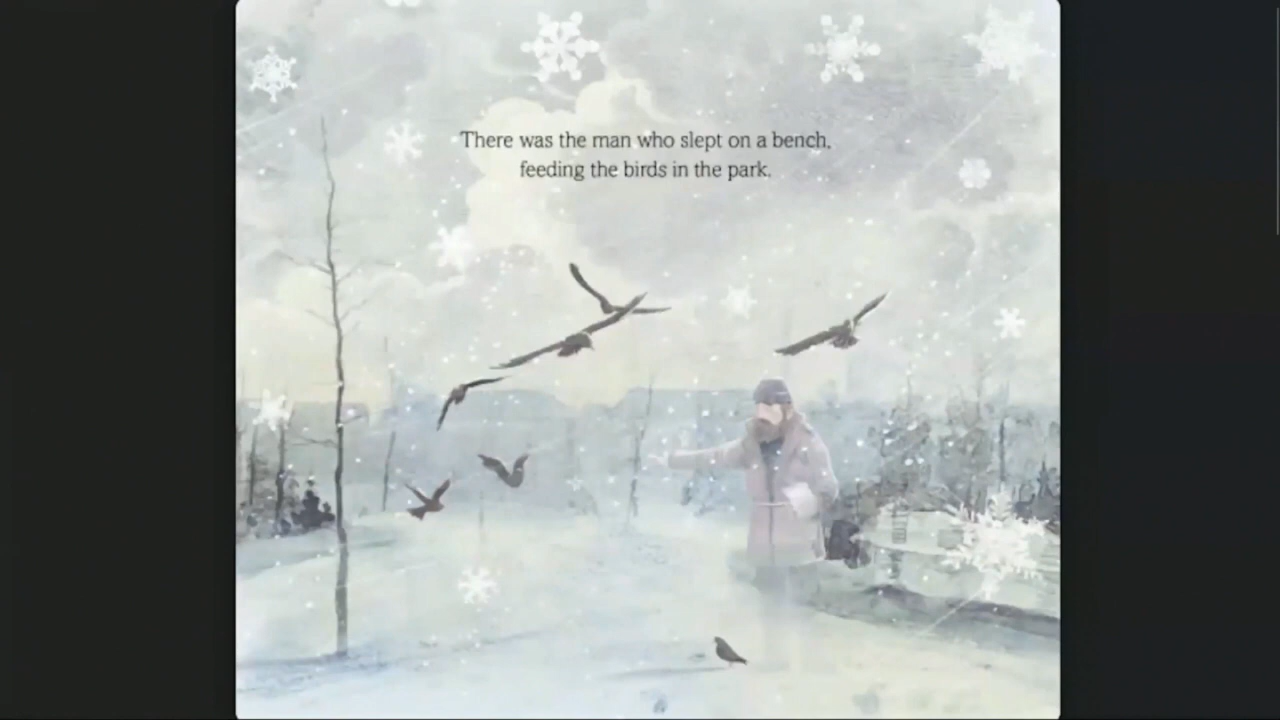 There was the man who slept on a bench,
feeding the birds in the park.